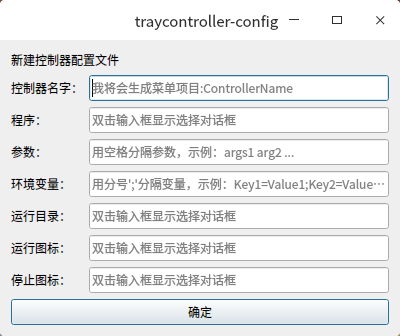 traycontroller-config
新建控制器配置文件
控制器名字： 我将会生成菜单项目:ControllerName
程序： 双击输入框显示选择对话框
参数： 用空格分隔参数，示例：args1 arg2 ...
环境变量： 用分号';'分隔变量，示例：Key1=Value1;Key2=Value···
运行目录： 双击输入框显示选择对话框
运行图标： 双击输入框显示选择对话框
停止图标： 双击输入框显示选择对话框
确定